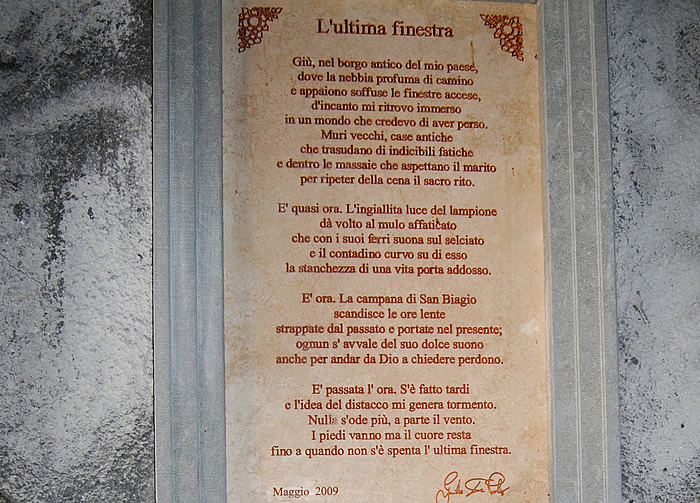 L'ultima finestra
Giù, nel borgo antico del mio paese,
dove la nebbia profuma di camino
e appaiono soffuse le finestre accese,
d'incanto mi ritrovo immerso
in un mondo che credevo di aver perso.
Muri vecchi, case antiche
che trasudano di indicibili fatiche
e dentro le massaie che aspettano il marito
per ripeter della cena il sacro rito.
E' quasi ora. L'ingiallita luce del lampione
dà volto al mulo affaticato
che con i suoi ferri suona sul selciato
e il contadino curvo su di esso
la stanchezza di una vita porta addosso.
E' ora. La campana di San Biagio
scandisce le ore lente
strappate dal passato e portate nel presente;
ognun s' avvale del suo dolce suono
anche per andar da Dio a chiedere perdono.
E' passata l' ora. S'è fatto tardi
e l'idea del distacco mi genera tormento.
Nulla s'ode più, a parte il vento.
I piedi vanno ma il cuore resta
fino a quando non s'è spenta l' ultima finestra.
Maggio 2009